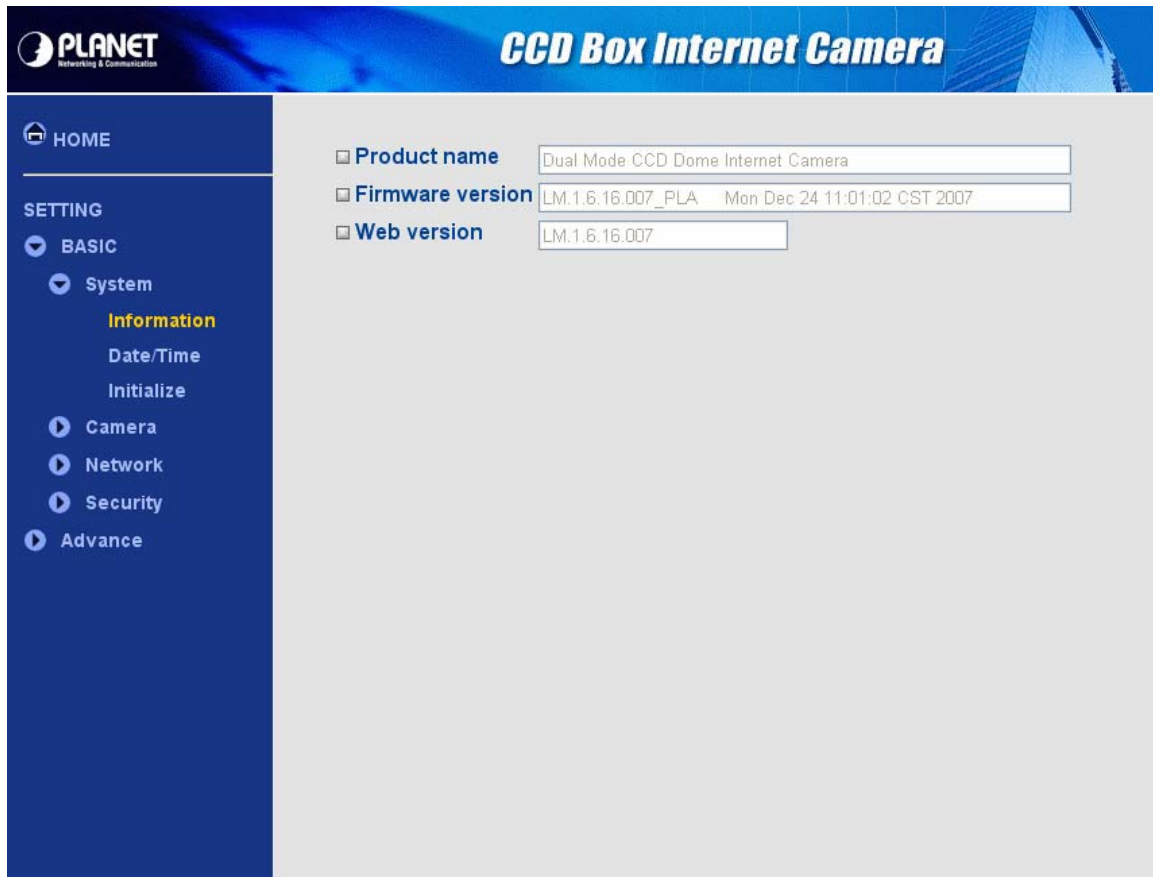 PLANET
Networking & Communication
CCD Box Internet Camera
HOME
SETTING
BASIC
System
Information
Date/Time
Initialize
Camera
Network
Security
Advance
Product name Dual Mode CCD Dome Internet Camera
Firmware version LM.1.6.16.007_PLA Mon Dec 24 11:01:02 CST 2007
Web version LM.1.6.16.007